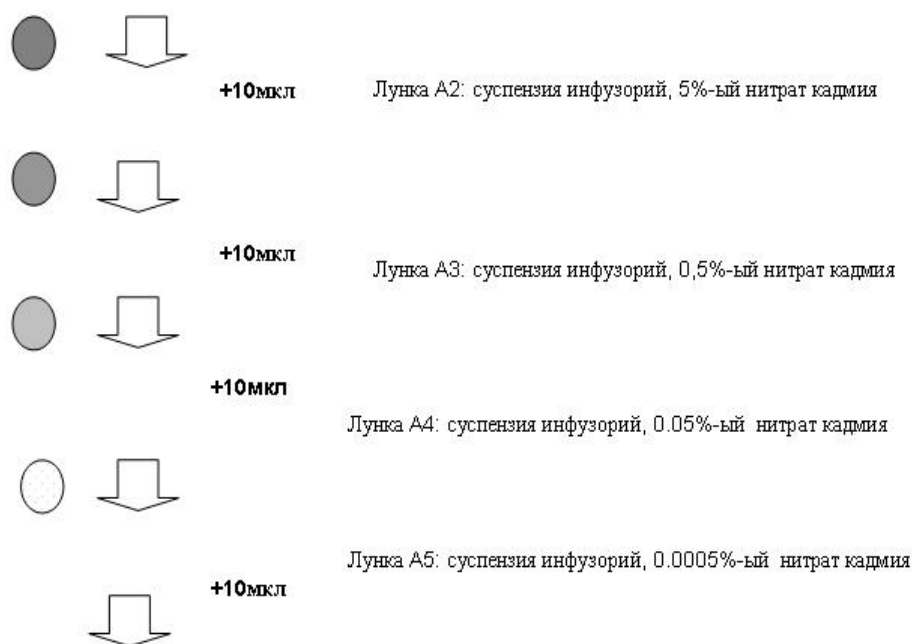 +10мкл
Лунка А2: суспензия инфузорий, 5%-ый нитрат кадмия
+10мкл
Лунка А3: суспензия инфузорий, 0,5%-ый нитрат кадмия
+10мкл
Лунка А4: суспензия инфузорий, 0.05%-ый нитрат кадмия
Лунка А5: суспензия инфузорий, 0.0005%-ый нитрат кадмия
+10мкл